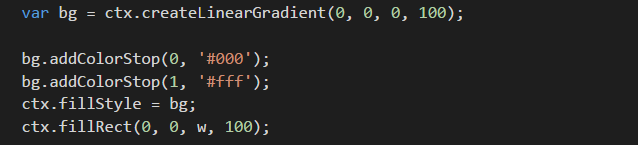 var bg = ctx.createLinearGradient(0, 0, 0, 100);
bg.addColorStop(0, '#000');
bg.addColorStop(1, '#fff');
ctx.fillStyle = bg;
ctx.fillRect(0, 0, w, 100);